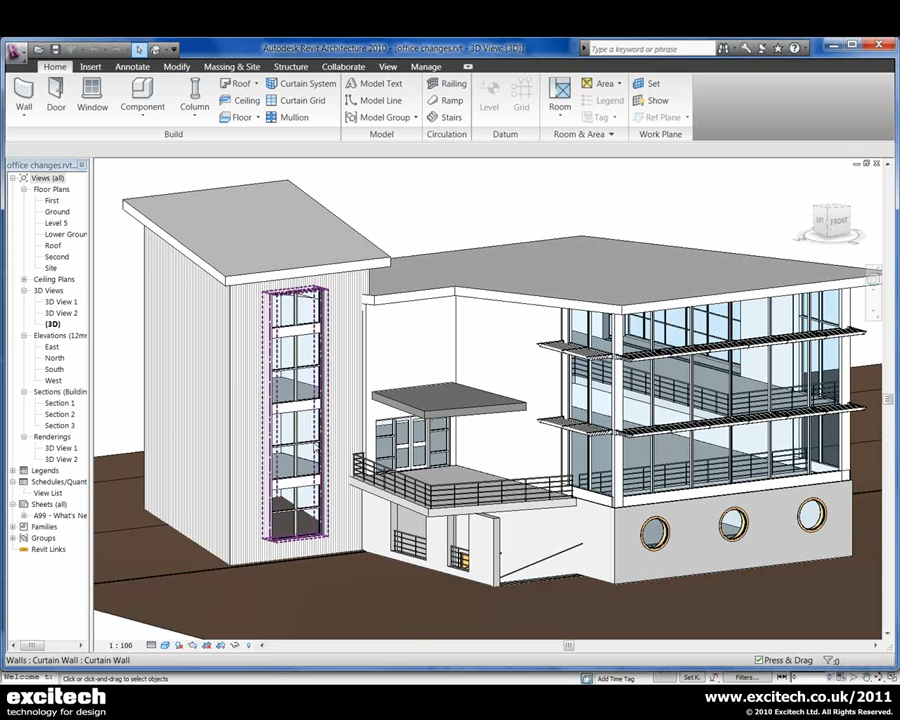 Autodesk Revit Architecture 2010 - [office changes.rvt - 3D View: {3D}]
Type a keyword or phrase
Home Insert Annotate Modify Massing & Site Structure Collaborate View Manage
Wall Door Window Component Column
Roof Curtain System
Ceiling Curtain Grid
Floor Mullion
Model Text
Model Line
Model Group
Railing
Ramp
Stairs
Level Grid
Room
Area
Legend
Tag
Set
Show
Ref Plane
Build Model Circulation Datum Room & Area Work Plane
office changes.rvt...
Views (all)
Floor Plans
First
Ground
Level 5
Lower Groun
Roof
Second
Site
Ceiling Plans
3D Views
3D View 1
3D View 2
{3D}
Elevations (12mm
East
North
South
West
Sections (Buildin
Section 1
Section 2
Section 3
Renderings
3D View 1
3D View 2
Legends
Schedules/Quant
View List
Sheets (all)
A99 - What's Ne
Families
Groups
Revit Links
FRONT
1 : 100
Walls : Curtain Wall : Curtain Wall
Press & Drag
:0
Welcome to
Click or click-and-drag to select objects
Add Time Tag
Set K.
Filters...
0
excitech
technology for design
www.excitech.co.uk/2011
© 2010 Excitech Ltd. All Rights Reserved.